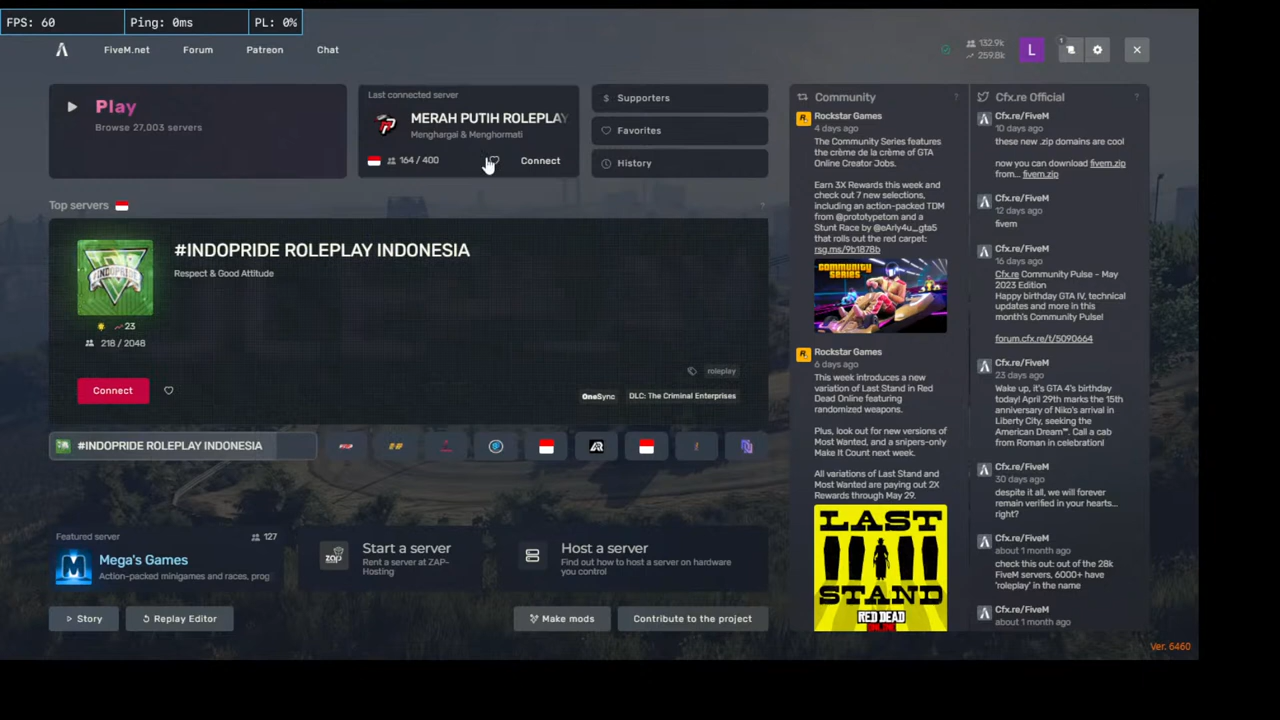 FPS: 60
Ping: 0ms
PL: 0%
FiveM.net
Forum
Patreon
Chat
132.9k
259.8k
L
1
Play
Browse 27,003 servers
Last connected server
MERAH PUTIH ROLEPLAY
Menghargai & Menghormati
164 / 400
Connect
Supporters
Favorites
History
Top servers
?
#INDOPRIDE ROLEPLAY INDONESIA
Respect & Good Attitude
INDOPRIDE
23
218 / 2048
Connect
roleplay
OneSync
DLC: The Criminal Enterprises
#INDOPRIDE ROLEPLAY INDONESIA
Featured server
127
Mega's Games
Action-packed minigames and races, prog
ZAP
Start a server
Rent a server at ZAP-
Hosting
Host a server
Find out how to host a server on hardware
you control
Story
Replay Editor
Make mods
Contribute to the project
Community
?
Rockstar Games
4 days ago
The Community Series features
the crème de la crème of GTA
Online Creator Jobs.
Earn 3X Rewards this week and
check out 7 new selections,
including an action-packed TDM
from @prototypetom and a
Stunt Race by @eArly4u_gta5
that rolls out the red carpet:
rsg.ms/9b1878b
COMMUNITY
SERIES
Rockstar Games
6 days ago
This week introduces a new
variation of Last Stand in Red
Dead Online featuring
randomized weapons.
Plus, look out for new versions of
Most Wanted, and a snipers-only
Make It Count next week.
All variations of Last Stand and
Most Wanted are paying out 2X
Rewards through May 29.
LAST
STAND
RED DEAD
Cfx.re Official
?
Cfx.re/FiveM
10 days ago
these new .zip domains are cool
now you can download fivem.zip
from... fivem.zip
Cfx.re/FiveM
12 days ago
fivem
Cfx.re/FiveM
16 days ago
Cfx.re Community Pulse - May
2023 Edition
Happy birthday GTA IV, technical
updates and more in this
month's Community Pulse!
forum.cfx.re/t/5090664
Cfx.re/FiveM
23 days ago
Wake up, it's GTA 4's birthday
today! April 29th marks the 15th
anniversary of Niko's arrival in
Liberty City, seeking the
American Dream™. Call a cab
from Roman in celebration!
Cfx.re/FiveM
30 days ago
despite it all, we will forever
remain verified in your hearts...
right?
Cfx.re/FiveM
about 1 month ago
check this out: out of the 28k
FiveM servers, 6000+ have
'roleplay' in the name
Cfx.re/FiveM
about 1 month ago
Ver. 6460